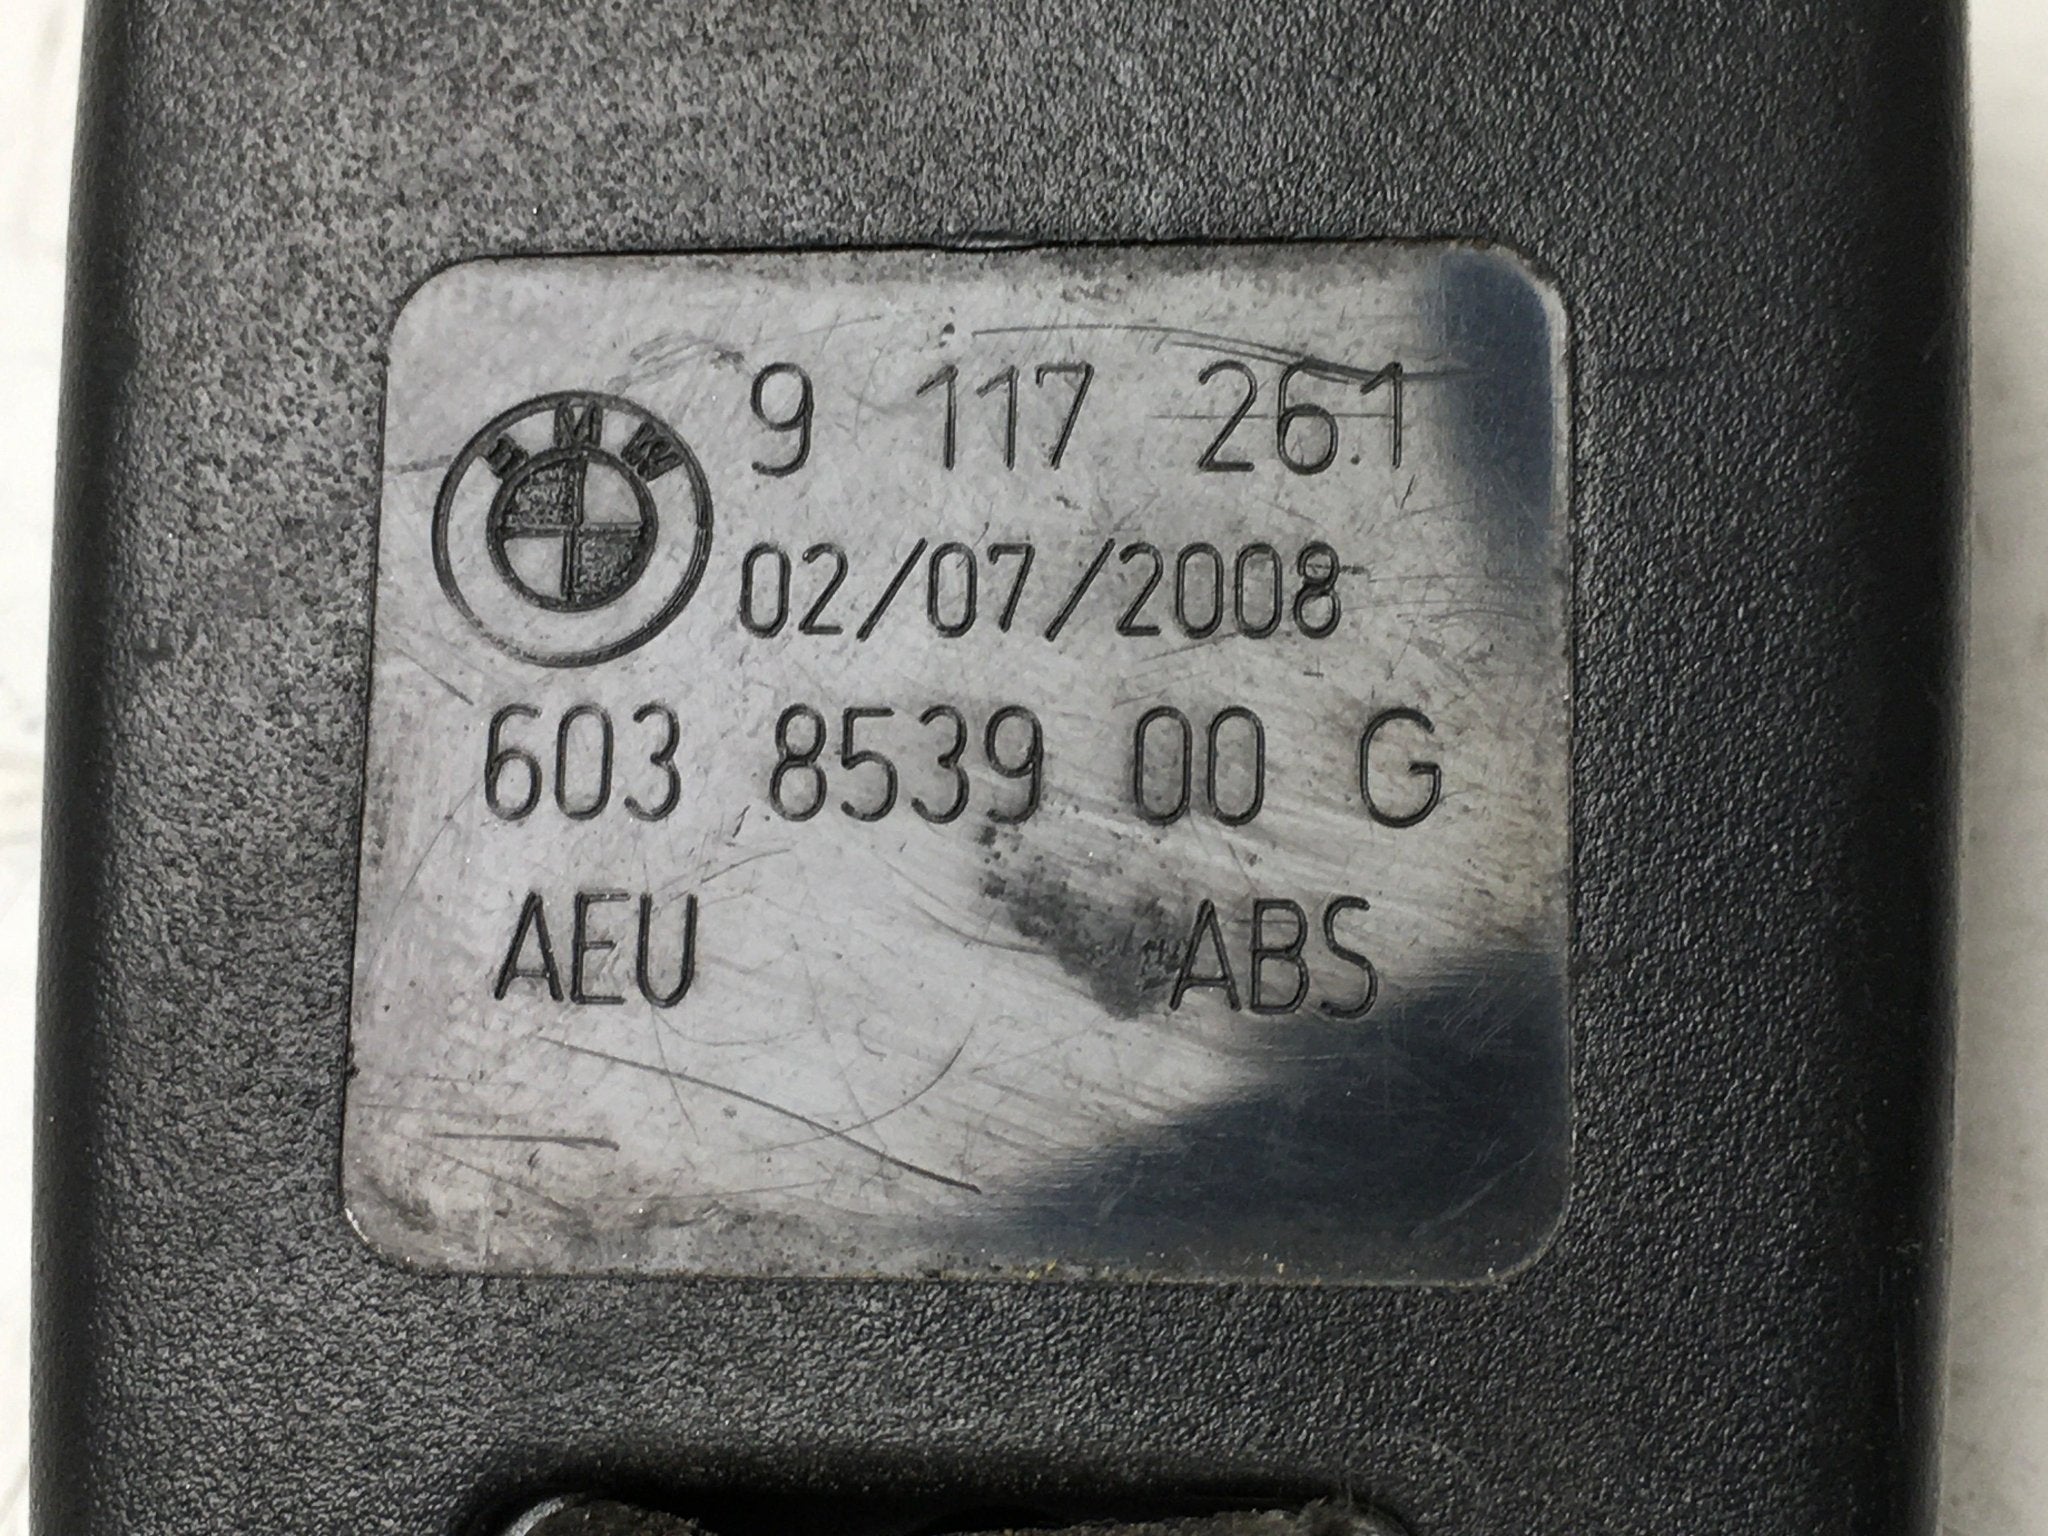 BMW
9 117 261
02/07/2008
603 8539 00 G
AEU ABS